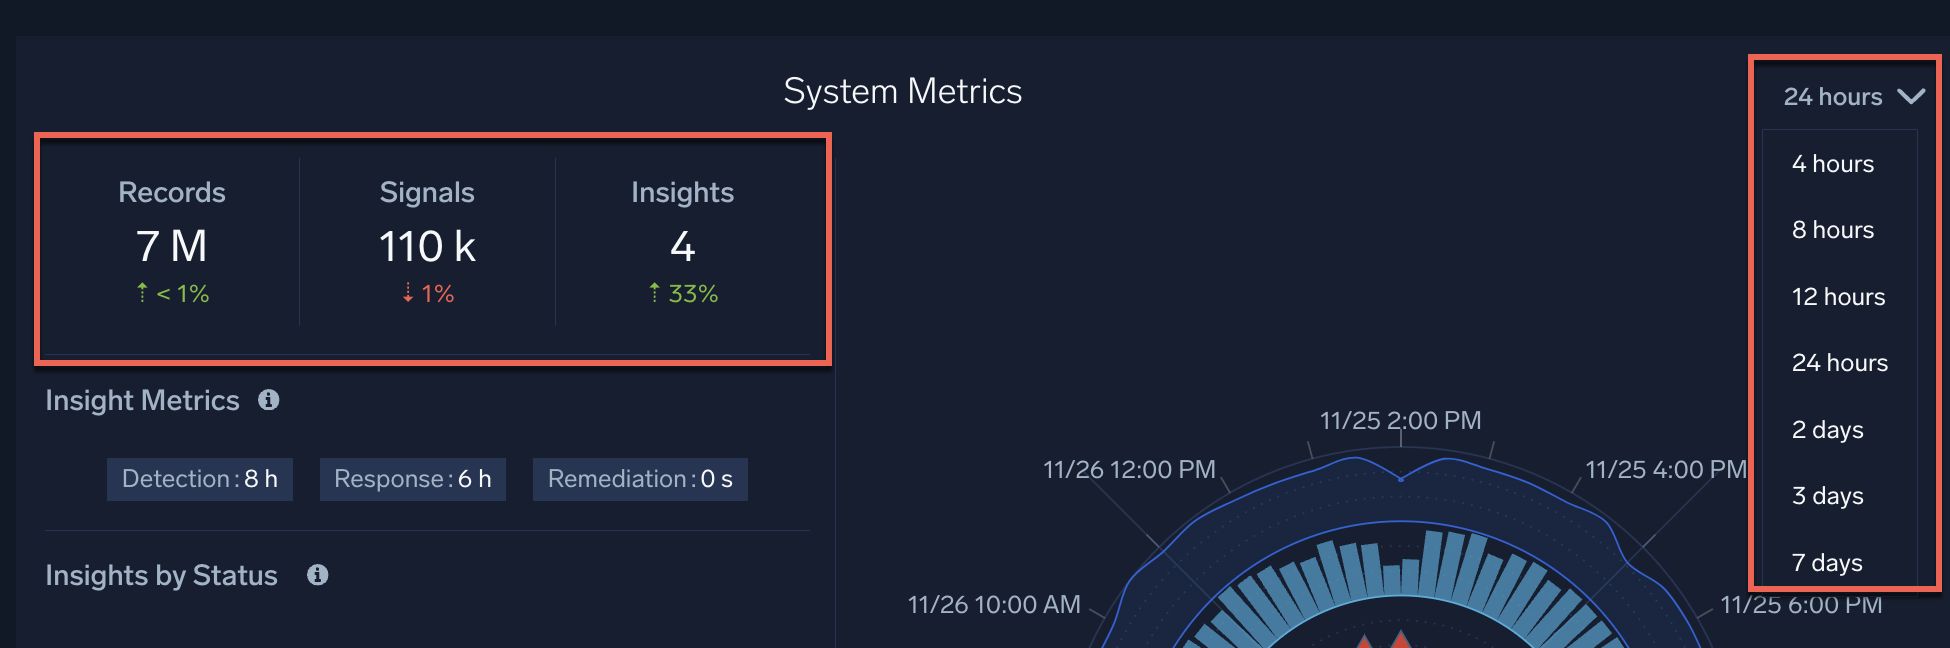 System Metrics
24 hours
4 hours
8 hours
12 hours
24 hours
2 days
3 days
7 days
Records
7 M
< 1%
Signals
110 k
1%
Insights
4
33%
Insight Metrics
Detection : 8 h
Response : 6 h
Remediation : 0 s
Insights by Status
11/25 2:00 PM
11/26 12:00 PM
11/25 4:00 PM
11/26 10:00 AM
11/25 6:00 PM